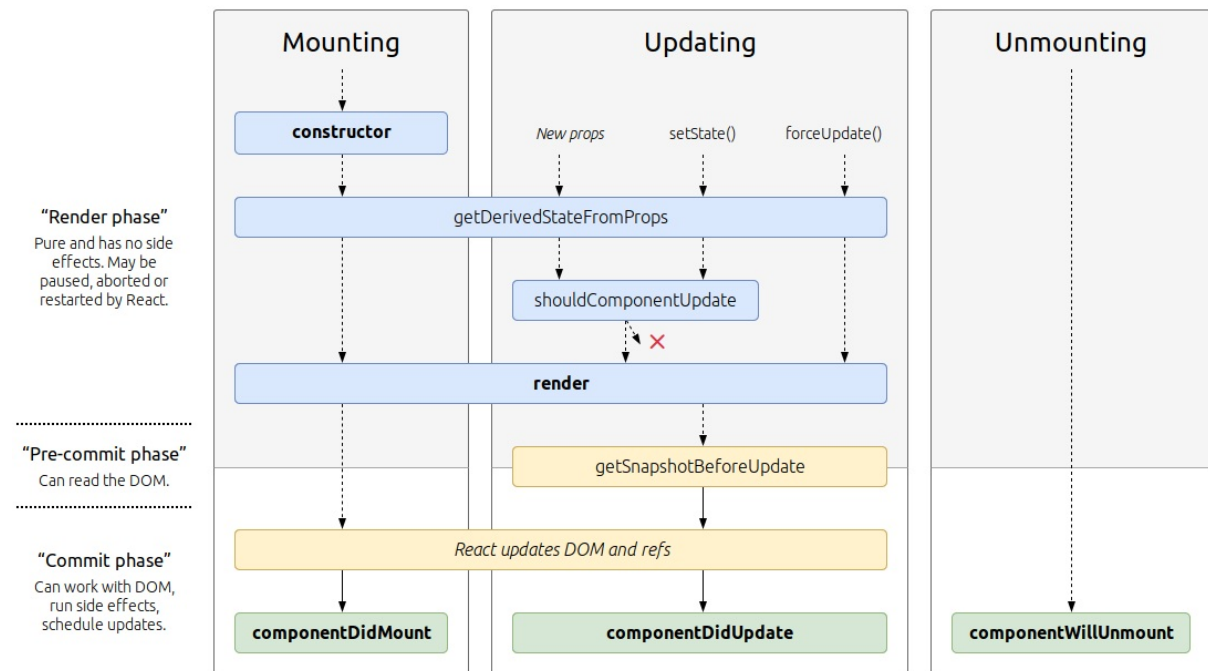 Mounting
Updating
Unmounting
constructor
New props
setState()
forceUpdate()
“Render phase”
Pure and has no side
effects. May be
paused, aborted or
restarted by React.
getDerivedStateFromProps
shouldComponentUpdate
render
“Pre-commit phase”
Can read the DOM.
getSnapshotBeforeUpdate
“Commit phase”
Can work with DOM,
run side effects,
schedule updates.
React updates DOM and refs
componentDidMount
componentDidUpdate
componentWillUnmount